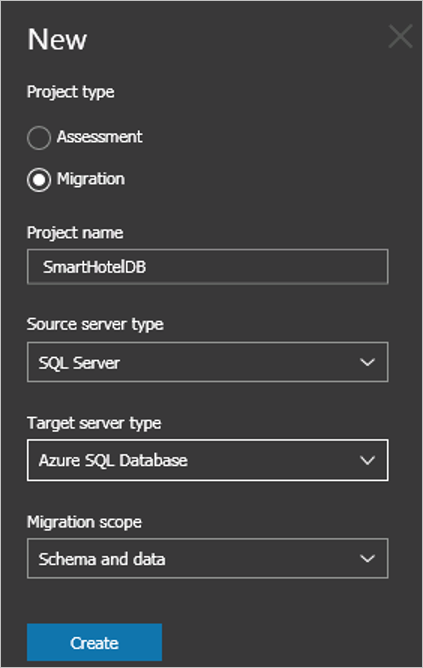 New
Project type
Assessment
Migration
Project name
SmartHotelDB
Source server type
SQL Server
Target server type
Azure SQL Database
Migration scope
Schema and data
Create